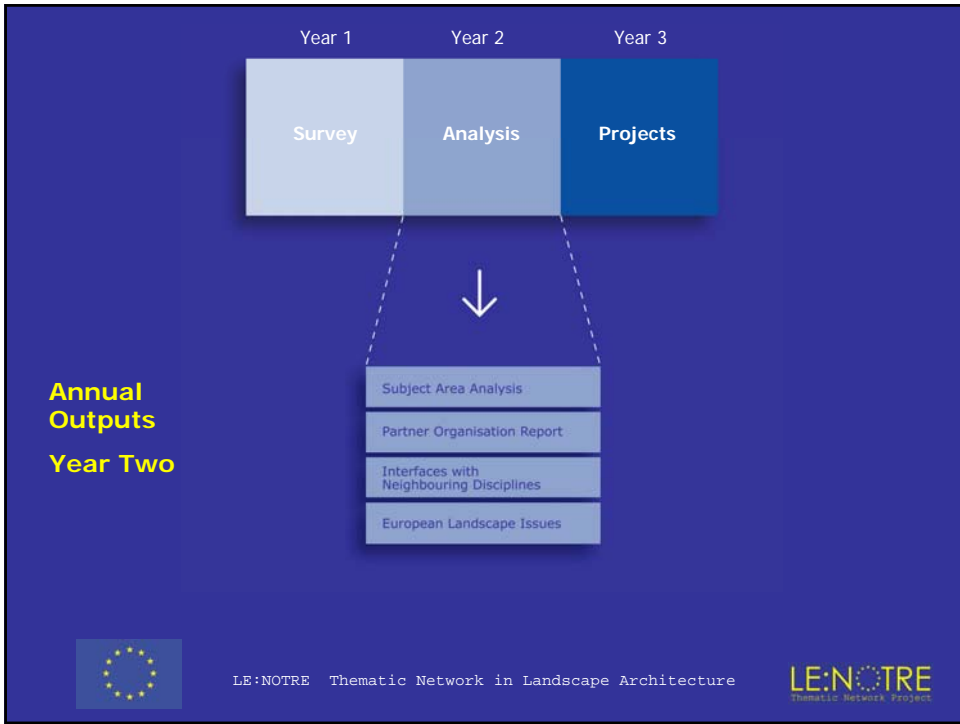 Year 1 Year 2 Year 3
Survey Analysis Projects
Annual
Outputs
Year Two
Subject Area Analysis
Partner Organisation Report
Interfaces with
Neighbouring Disciplines
European Landscape Issues
LE:NOTRE Thematic Network in Landscape Architecture
LE:NOTRE
Thematic Network Project